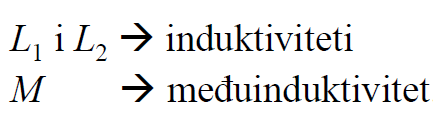 L₁ i L₂ → induktiviteti
M → međuinduktivitet